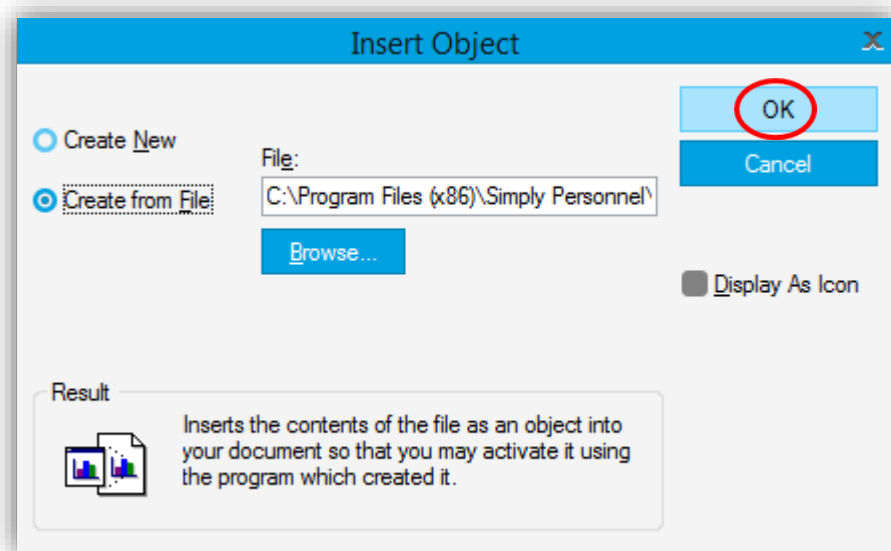 Insert Object
x
OK
Create New
File:
Cancel
Create from File
C:\Program Files (x86)\Simply Personnel\
Browse...
Display As Icon
Result
Inserts the contents of the file as an object into
your document so that you may activate it using
the program which created it.